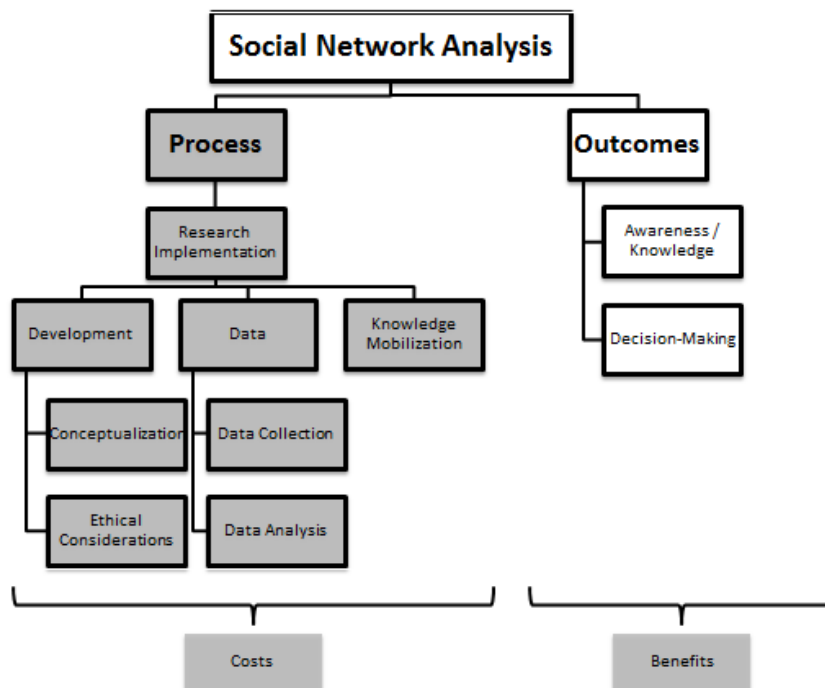 Social Network Analysis
Process
Outcomes
Research
Implementation
Awareness /
Knowledge
Development
Data
Knowledge
Mobilization
Decision-Making
Conceptualization
Data Collection
Ethical
Considerations
Data Analysis
Costs
Benefits